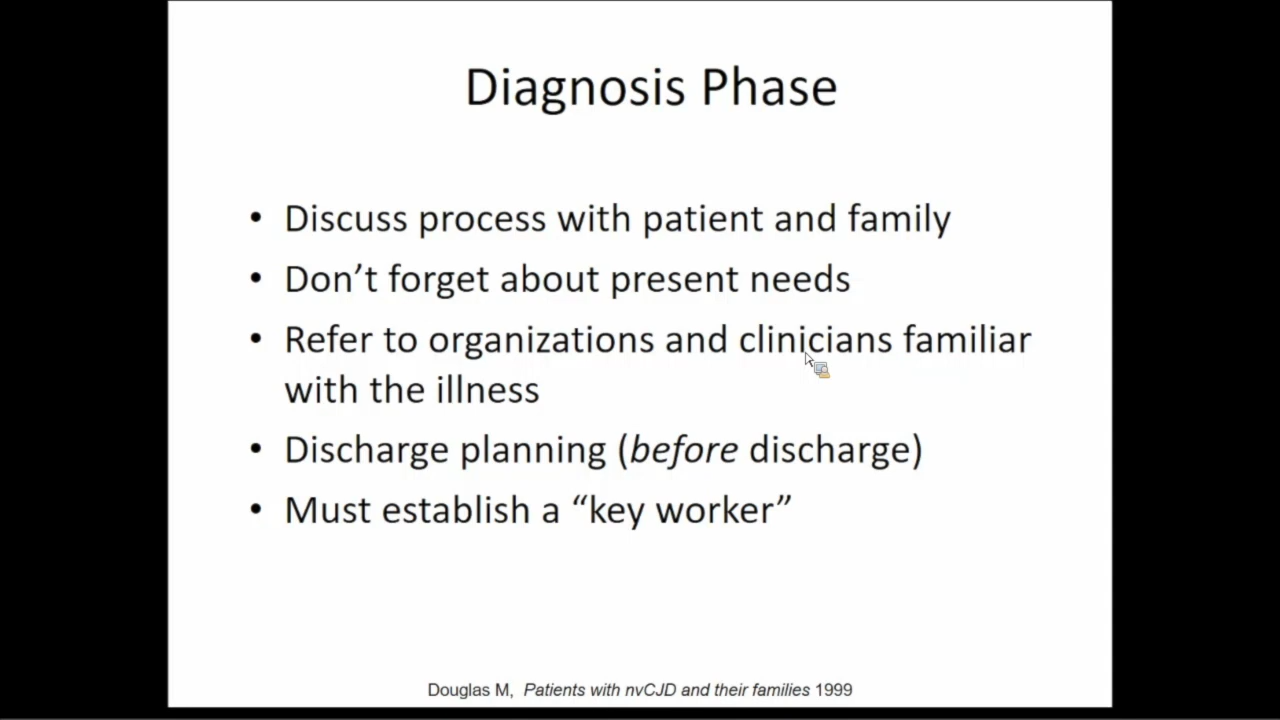 Diagnosis Phase
• Discuss process with patient and family
• Don’t forget about present needs
• Refer to organizations and clinicians familiar
with the illness
• Discharge planning (before discharge)
• Must establish a “key worker”
Douglas M, Patients with nvCJD and their families 1999